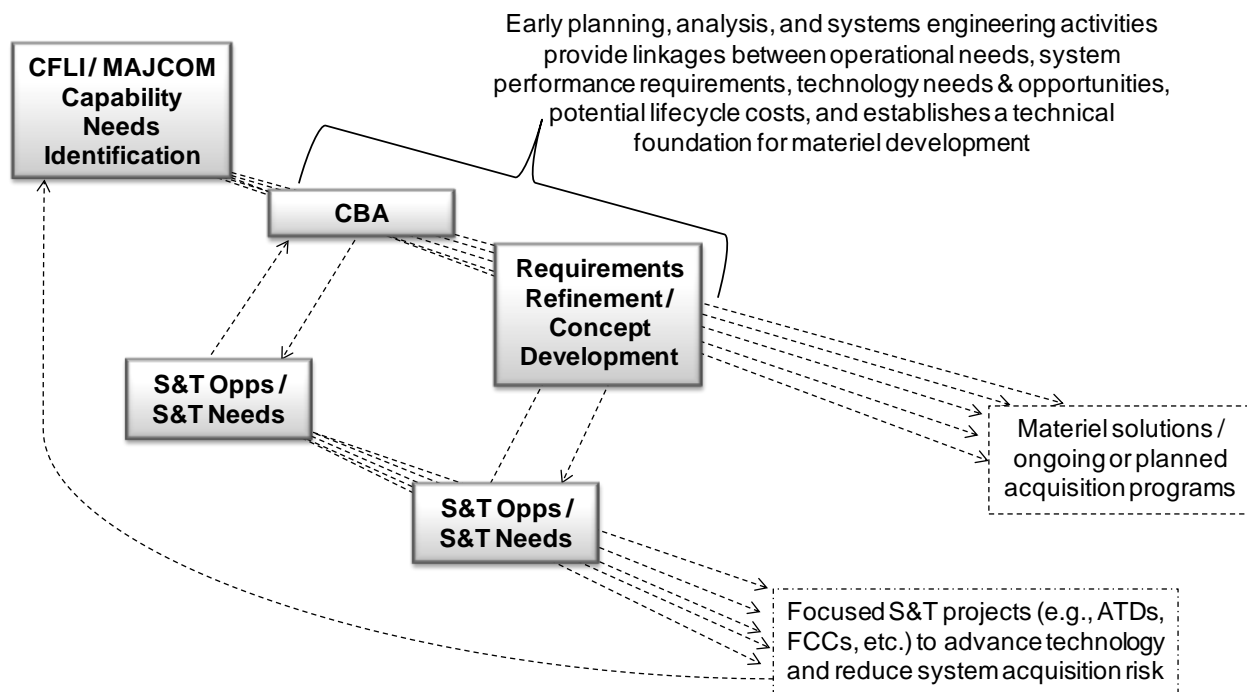 Early planning, analysis, and systems engineering activities
provide linkages between operational needs, system
performance requirements, technology needs & opportunities,
potential lifecycle costs, and establishes a technical
foundation for materiel development
CFLI / MAJCOM
Capability
Needs
Identification
CBA
Requirements
Refinement /
Concept
Development
S&T Opps /
S&T Needs
S&T Opps /
S&T Needs
Materiel solutions /
ongoing or planned
acquisition programs
Focused S&T projects (e.g., ATDs,
FCCs, etc.) to advance technology
and reduce system acquisition risk